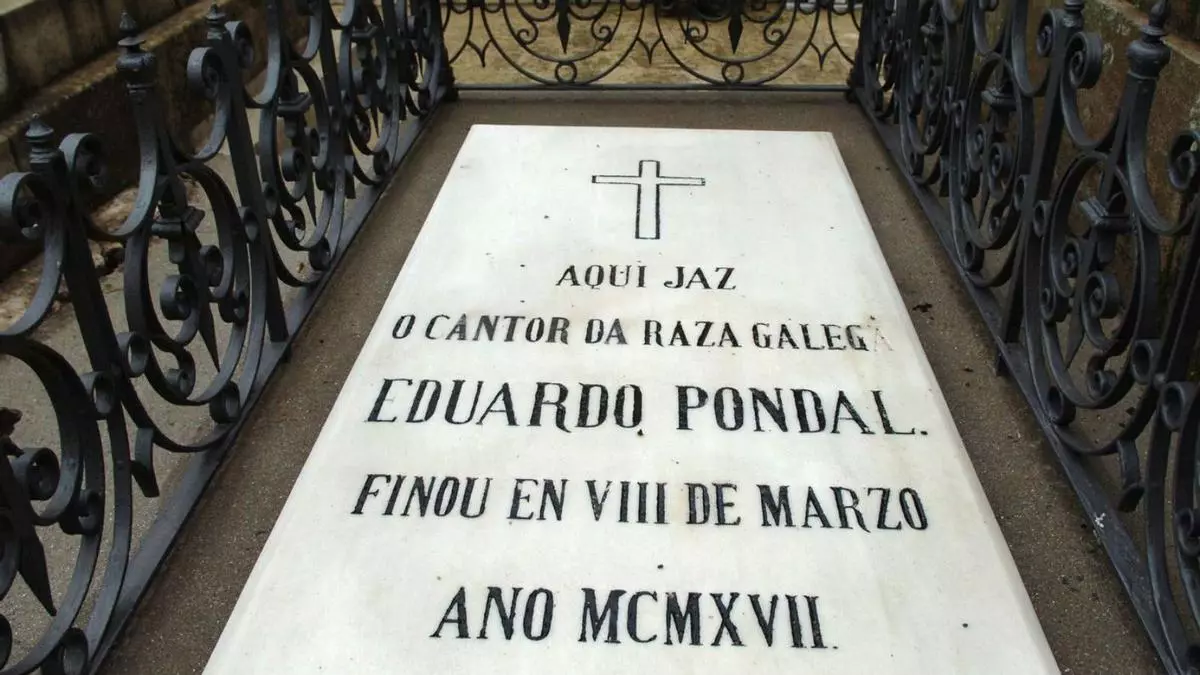 AQUI JAZ
O CANTOR DA RAZA GALEGA
EDUARDO PONDAL.
FINOU EN VIII DE MARZO
ANO MCMXVII.